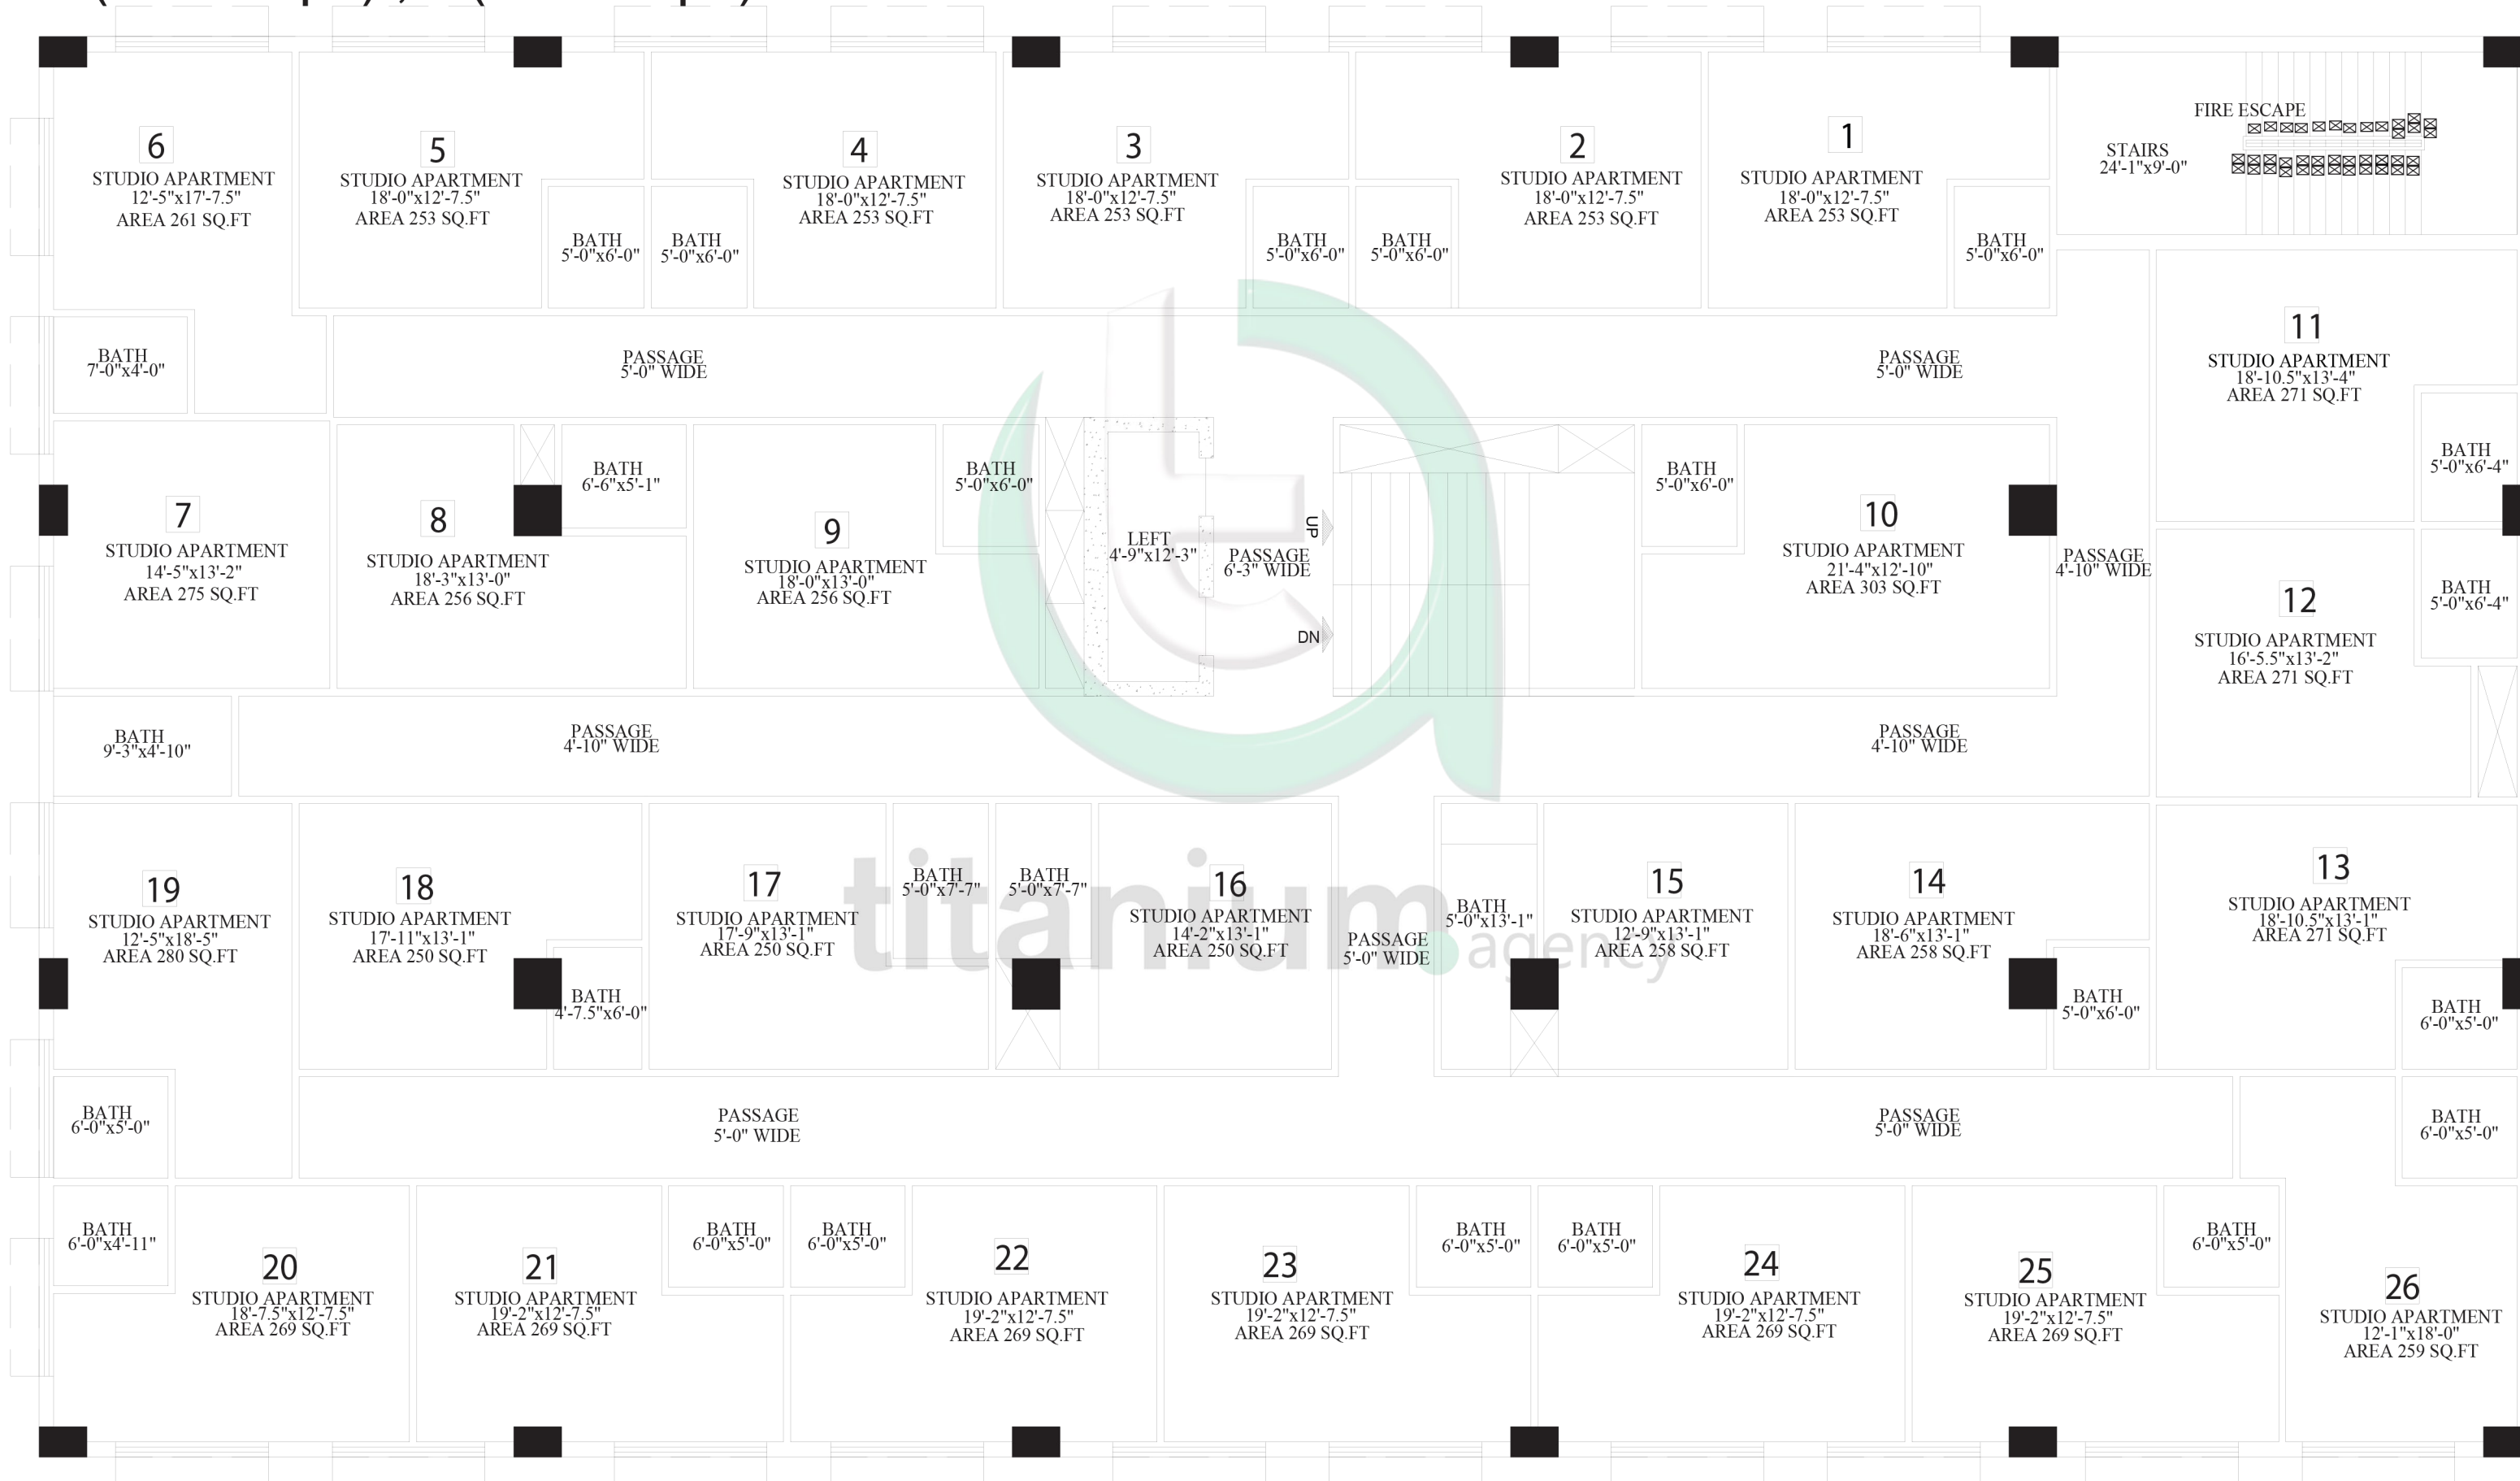 6
STUDIO APARTMENT
12'-5"x17'-7.5"
AREA 261 SQ.FT
5
STUDIO APARTMENT
18'-0"x12'-7.5"
AREA 253 SQ.FT
BATH
5'-0"x6'-0"
BATH
5'-0"x6'-0"
4
STUDIO APARTMENT
18'-0"x12'-7.5"
AREA 253 SQ.FT
3
STUDIO APARTMENT
18'-0"x12'-7.5"
AREA 253 SQ.FT
BATH
5'-0"x6'-0"
BATH
5'-0"x6'-0"
2
STUDIO APARTMENT
18'-0"x12'-7.5"
AREA 253 SQ.FT
1
STUDIO APARTMENT
18'-0"x12'-7.5"
AREA 253 SQ.FT
BATH
5'-0"x6'-0"
FIRE ESCAPE
STAIRS
24'-1"x9'-0"
BATH
7'-0"x4'-0"
PASSAGE
5'-0" WIDE
PASSAGE
5'-0" WIDE
11
STUDIO APARTMENT
18'-10.5"x13'-4"
AREA 271 SQ.FT
BATH
5'-0"x6'-4"
7
STUDIO APARTMENT
14'-5"x13'-2"
AREA 275 SQ.FT
8
STUDIO APARTMENT
18'-3"x13'-0"
AREA 256 SQ.FT
BATH
6'-6"x5'-1"
9
STUDIO APARTMENT
18'-0"x13'-0"
AREA 256 SQ.FT
BATH
5'-0"x6'-0"
LEFT
4'-9"x12'-3"
UP
PASSAGE
6'-3" WIDE
DN
BATH
5'-0"x6'-0"
10
STUDIO APARTMENT
21'-4"x12'-10"
AREA 303 SQ.FT
PASSAGE
4'-10" WIDE
BATH
5'-0"x6'-4"
12
STUDIO APARTMENT
16'-5.5"x13'-2"
AREA 271 SQ.FT
BATH
9'-3"x4'-10"
PASSAGE
4'-10" WIDE
PASSAGE
4'-10" WIDE
19
STUDIO APARTMENT
12'-5"x18'-5"
AREA 280 SQ.FT
18
STUDIO APARTMENT
17'-11"x13'-1"
AREA 250 SQ.FT
BATH
4'-7.5"x6'-0"
17
STUDIO APARTMENT
17'-9"x13'-1"
AREA 250 SQ.FT
BATH
5'-0"x7'-7"
BATH
5'-0"x7'-7"
16
STUDIO APARTMENT
14'-2"x13'-1"
AREA 250 SQ.FT
titanium
agency
PASSAGE
5'-0" WIDE
BATH
5'-0"x13'-1"
15
STUDIO APARTMENT
12'-9"x13'-1"
AREA 258 SQ.FT
14
STUDIO APARTMENT
18'-6"x13'-1"
AREA 258 SQ.FT
BATH
5'-0"x6'-0"
13
STUDIO APARTMENT
18'-10.5"x13'-1"
AREA 271 SQ.FT
BATH
6'-0"x5'-0"
BATH
6'-0"x5'-0"
PASSAGE
5'-0" WIDE
PASSAGE
5'-0" WIDE
BATH
6'-0"x5'-0"
BATH
6'-0"x4'-11"
20
STUDIO APARTMENT
18'-7.5"x12'-7.5"
AREA 269 SQ.FT
21
STUDIO APARTMENT
19'-2"x12'-7.5"
AREA 269 SQ.FT
BATH
6'-0"x5'-0"
BATH
6'-0"x5'-0"
22
STUDIO APARTMENT
19'-2"x12'-7.5"
AREA 269 SQ.FT
23
STUDIO APARTMENT
19'-2"x12'-7.5"
AREA 269 SQ.FT
BATH
6'-0"x5'-0"
BATH
6'-0"x5'-0"
24
STUDIO APARTMENT
19'-2"x12'-7.5"
AREA 269 SQ.FT
25
STUDIO APARTMENT
19'-2"x12'-7.5"
AREA 269 SQ.FT
BATH
6'-0"x5'-0"
26
STUDIO APARTMENT
12'-1"x18'-0"
AREA 259 SQ.FT